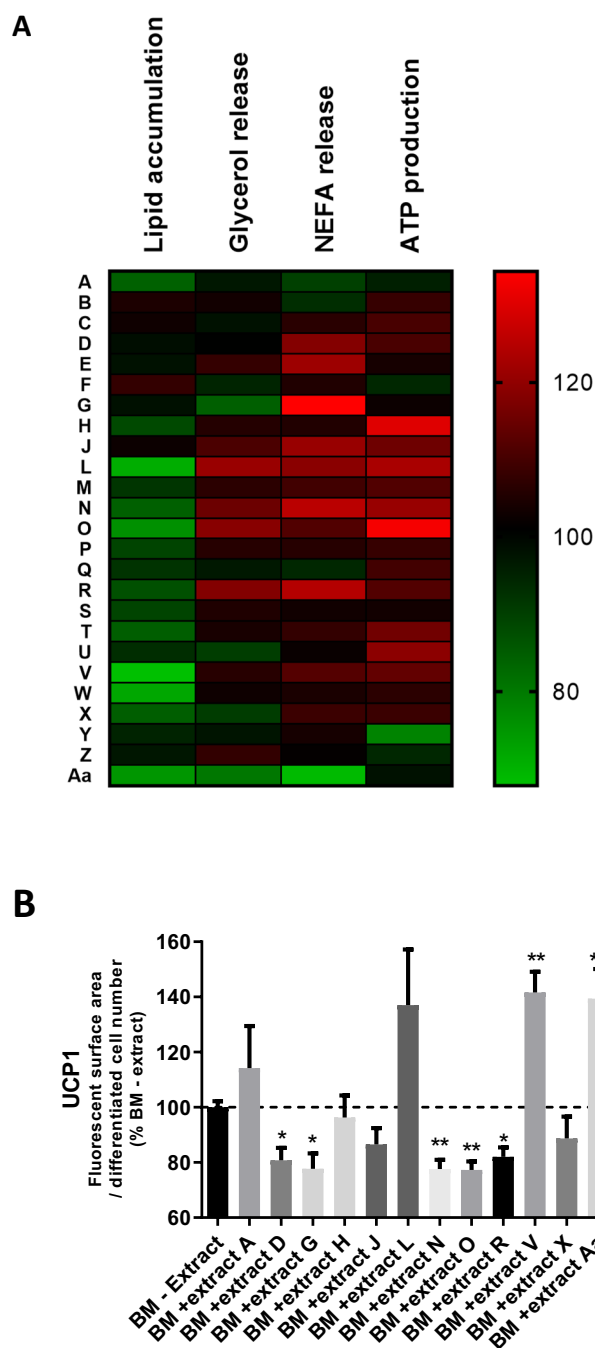 A
Lipid accumulation
Glycerol release
NEFA release
ATP production
A
B
C
D
E
F
G
H
J
L
M
N
O
P
Q
R
S
T
U
V
W
X
Y
Z
Aa
120
100
80
B
UCP1
Fluorescent surface area
/ differentiated cell number
(% BM - extract)
160
140
120
100
80
60
*
*
**
**
*
**
*
BM - Extract
BM +extract A
BM +extract D
BM +extract G
BM +extract H
BM +extract J
BM +extract L
BM +extract N
BM +extract O
BM +extract R
BM +extract V
BM +extract X
BM +extract Aa